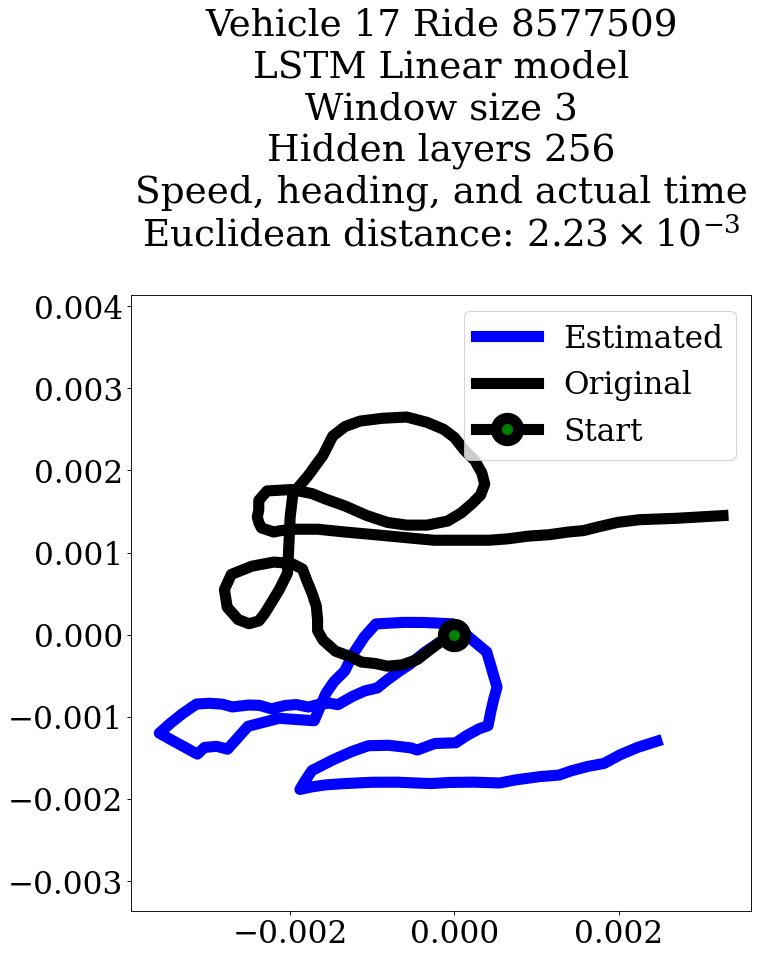 Vehicle 17 Ride 8577509
LSTM Linear model
Window size 3
Hidden layers 256
Speed, heading, and actual time
Euclidean distance: 2.23 × 10⁻³
0.004
0.003
0.002
0.001
0.000
−0.001
−0.002
−0.003
Estimated
Original
Start
−0.002 0.000 0.002